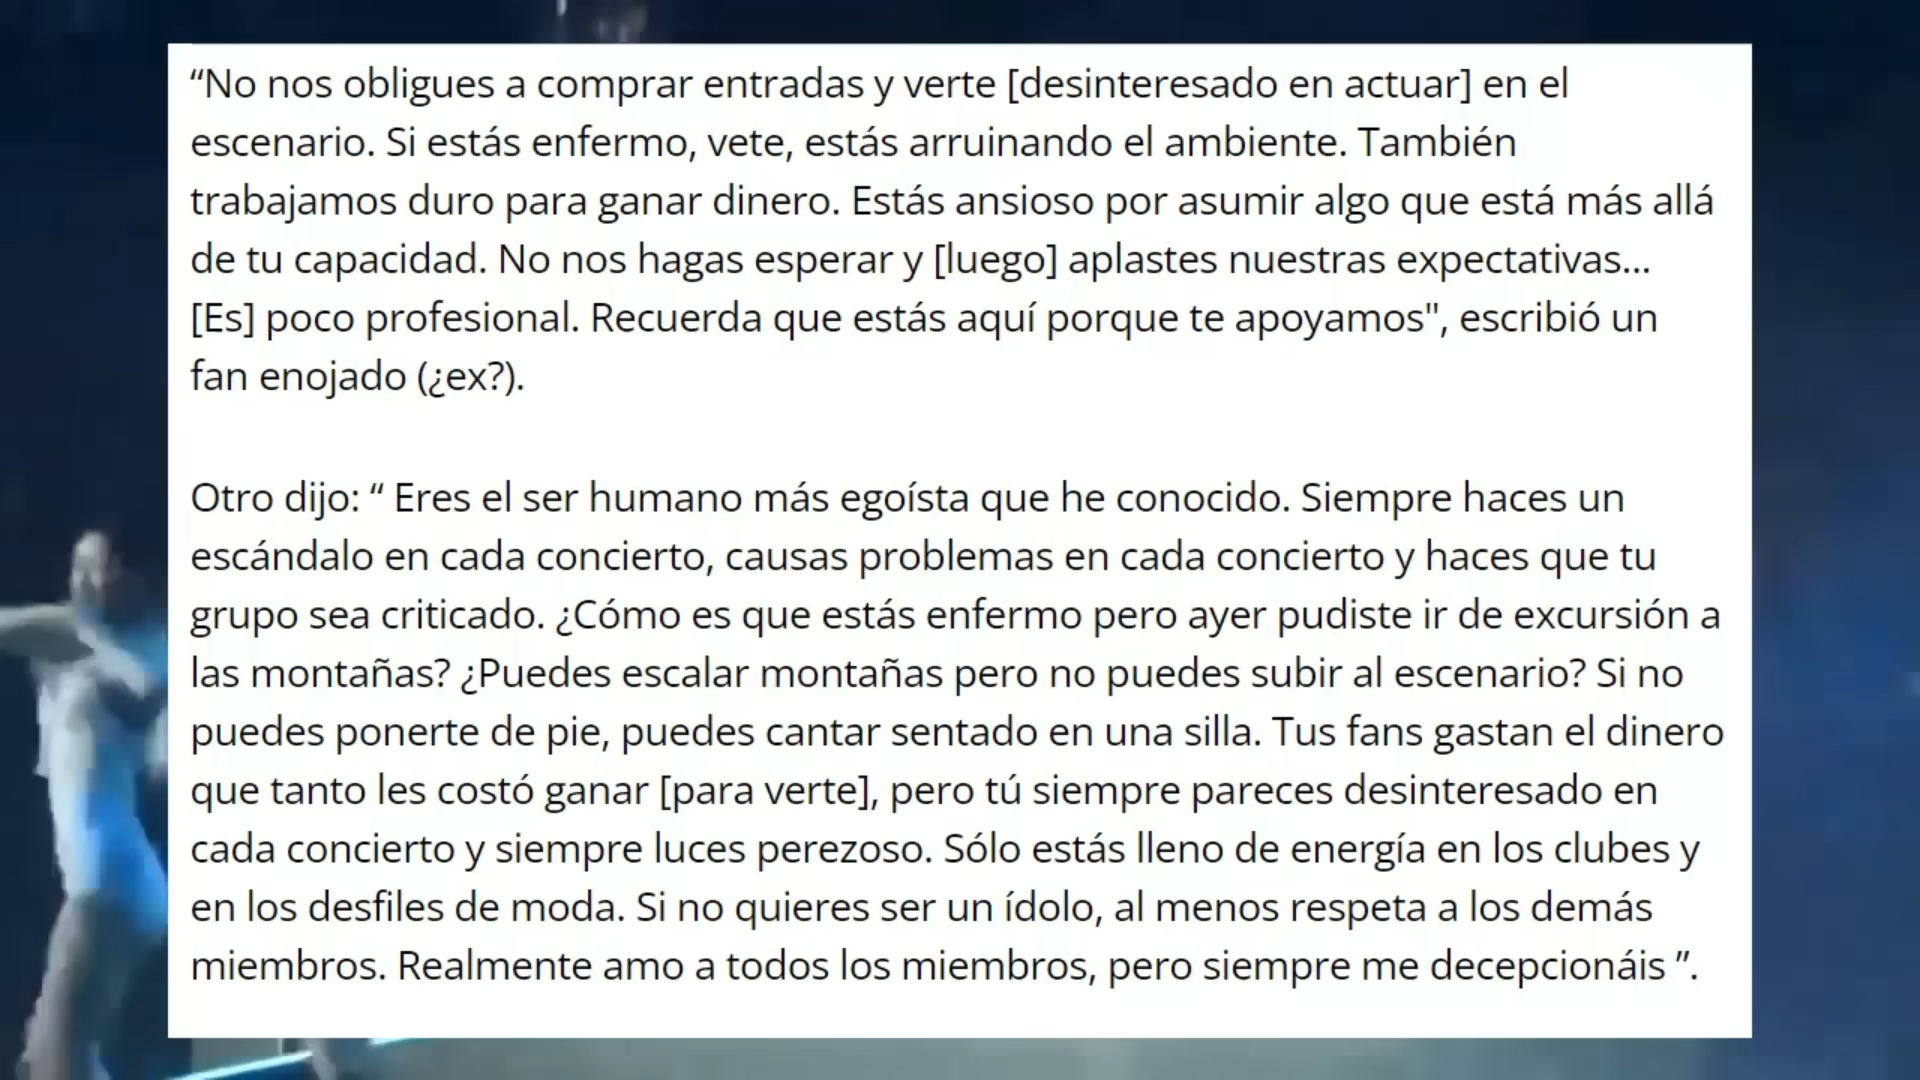 “No nos obligues a comprar entradas y verte [desinteresado en actuar] en el
escenario. Si estás enfermo, vete, estás arruinando el ambiente. También
trabajamos duro para ganar dinero. Estás ansioso por asumir algo que está más allá
de tu capacidad. No nos hagas esperar y [luego] aplastes nuestras expectativas...
[Es] poco profesional. Recuerda que estás aquí porque te apoyamos", escribió un
fan enojado (¿ex?).
Otro dijo: “ Eres el ser humano más egoísta que he conocido. Siempre haces un
escándalo en cada concierto, causas problemas en cada concierto y haces que tu
grupo sea criticado. ¿Cómo es que estás enfermo pero ayer pudiste ir de excursión a
las montañas? ¿Puedes escalar montañas pero no puedes subir al escenario? Si no
puedes ponerte de pie, puedes cantar sentado en una silla. Tus fans gastan el dinero
que tanto les costó ganar [para verte], pero tú siempre pareces desinteresado en
cada concierto y siempre luces perezoso. Sólo estás lleno de energía en los clubes y
en los desfiles de moda. Si no quieres ser un ídolo, al menos respeta a los demás
miembros. Realmente amo a todos los miembros, pero siempre me decepcionáis ”.